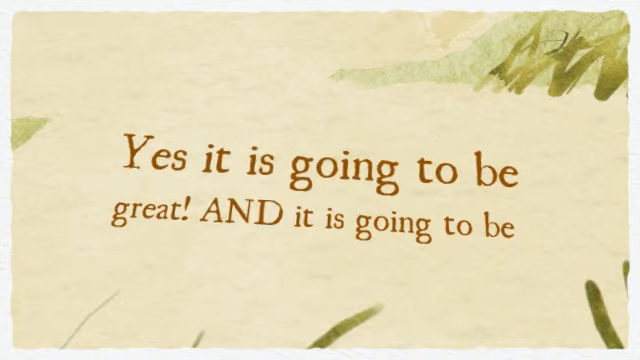 Yes it is going to be
great! AND it is going to be